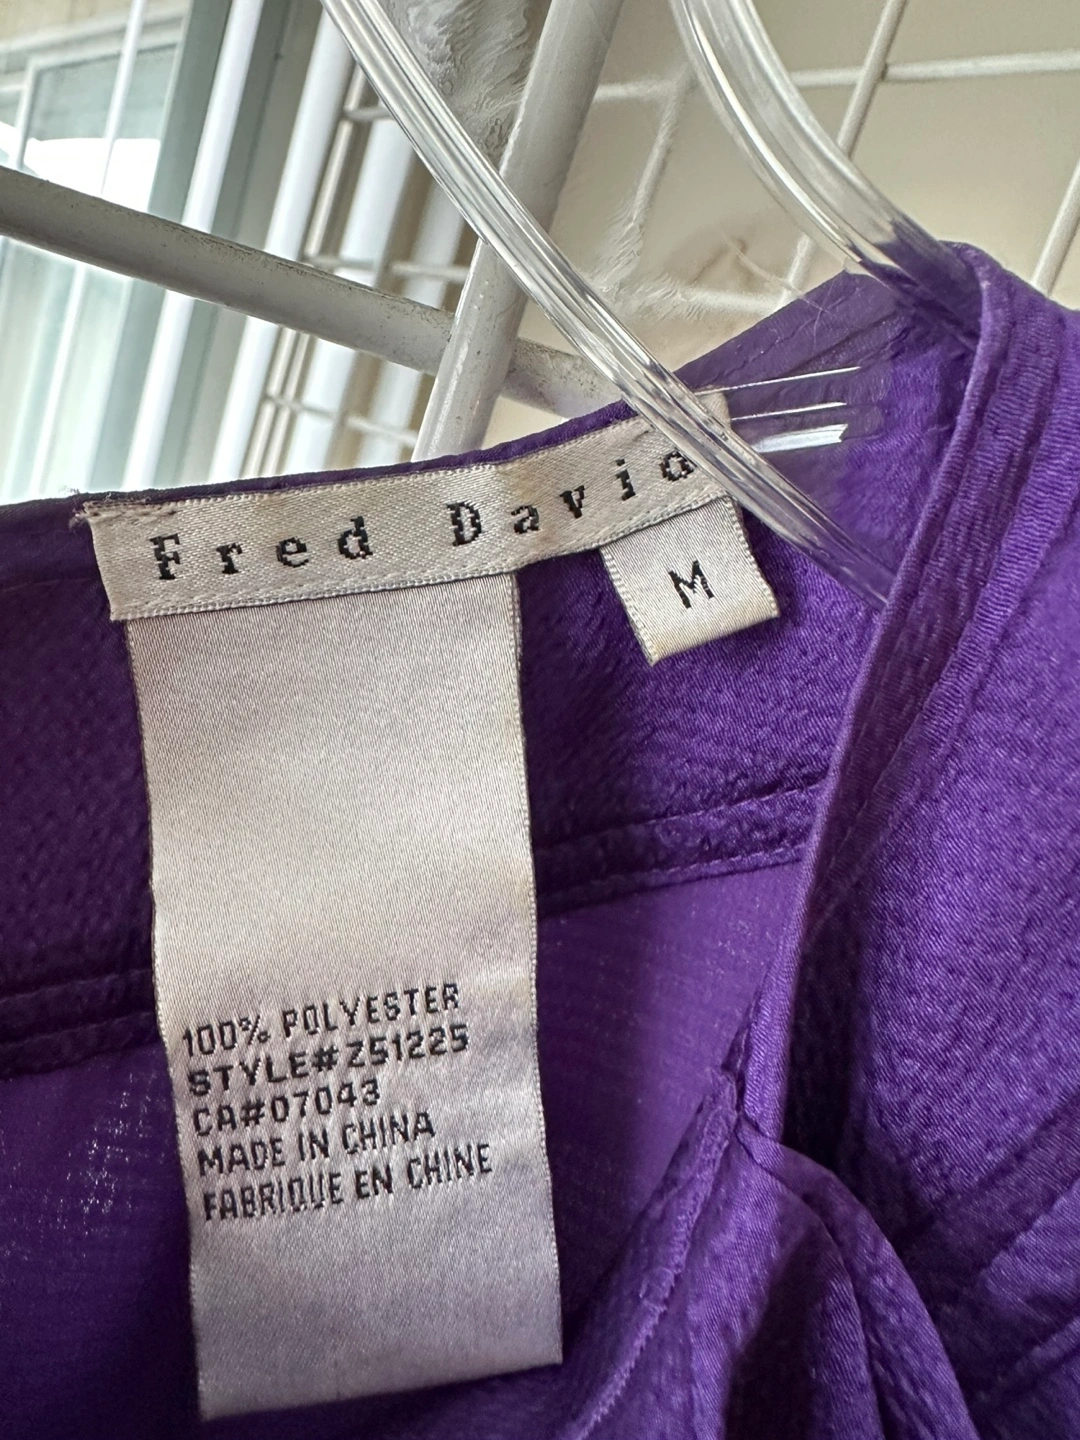 Fred David
M
100% POLYESTER
STYLE#Z51225
CA#07043
MADE IN CHINA
FABRIQUE EN CHINE